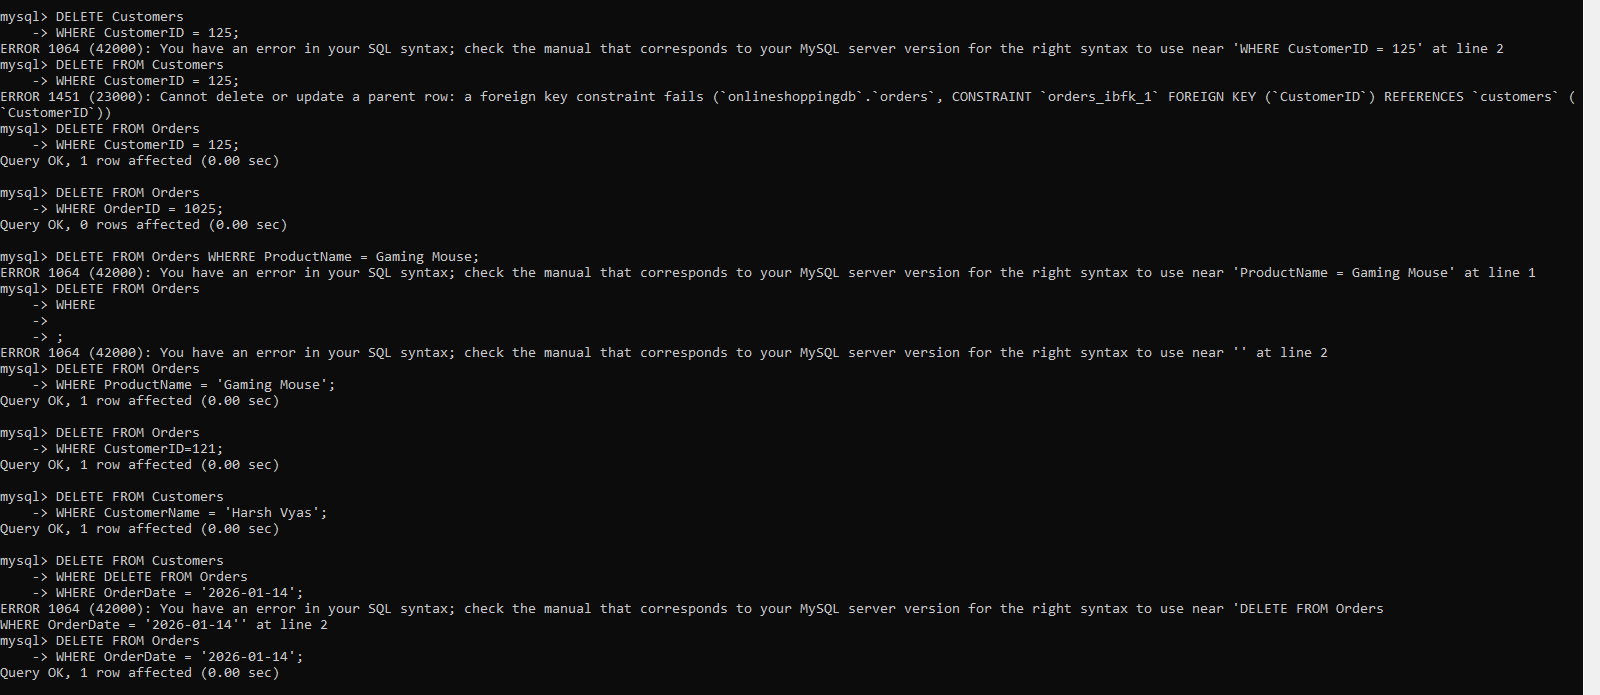 mysql> DELETE Customers
    -> WHERE CustomerID = 125;
ERROR 1064 (42000): You have an error in your SQL syntax; check the manual that corresponds to your MySQL server version for the right syntax to use near 'WHERE CustomerID = 125' at line 2
mysql> DELETE FROM Customers
    -> WHERE CustomerID = 125;
ERROR 1451 (23000): Cannot delete or update a parent row: a foreign key constraint fails (`onlineshoppingdb`.`orders`, CONSTRAINT `orders_ibfk_1` FOREIGN KEY (`CustomerID`) REFERENCES `customers` (
`CustomerID`))
mysql> DELETE FROM Orders
    -> WHERE CustomerID = 125;
Query OK, 1 row affected (0.00 sec)

mysql> DELETE FROM Orders
    -> WHERE OrderID = 1025;
Query OK, 0 rows affected (0.00 sec)

mysql> DELETE FROM Orders WHERRE ProductName = Gaming Mouse;
ERROR 1064 (42000): You have an error in your SQL syntax; check the manual that corresponds to your MySQL server version for the right syntax to use near 'ProductName = Gaming Mouse' at line 1
mysql> DELETE FROM Orders
    -> WHERE
    ->
    -> ;
ERROR 1064 (42000): You have an error in your SQL syntax; check the manual that corresponds to your MySQL server version for the right syntax to use near '' at line 2
mysql> DELETE FROM Orders
    -> WHERE ProductName = 'Gaming Mouse';
Query OK, 1 row affected (0.00 sec)

mysql> DELETE FROM Orders
    -> WHERE CustomerID=121;
Query OK, 1 row affected (0.00 sec)

mysql> DELETE FROM Customers
    -> WHERE CustomerName = 'Harsh Vyas';
Query OK, 1 row affected (0.00 sec)

mysql> DELETE FROM Customers
    -> WHERE DELETE FROM Orders
    -> WHERE OrderDate = '2026-01-14';
ERROR 1064 (42000): You have an error in your SQL syntax; check the manual that corresponds to your MySQL server version for the right syntax to use near 'DELETE FROM Orders
WHERE OrderDate = '2026-01-14'' at line 2
mysql> DELETE FROM Orders
    -> WHERE OrderDate = '2026-01-14';
Query OK, 1 row affected (0.00 sec)